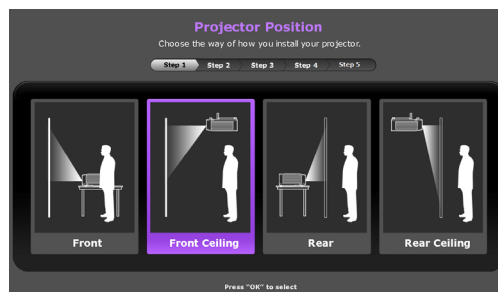 Projector Position
Choose the way of how you install your projector.
Step 1 Step 2 Step 3 Step 4 Step 5
Front Front Ceiling Rear Rear Ceiling
Press "OK" to select